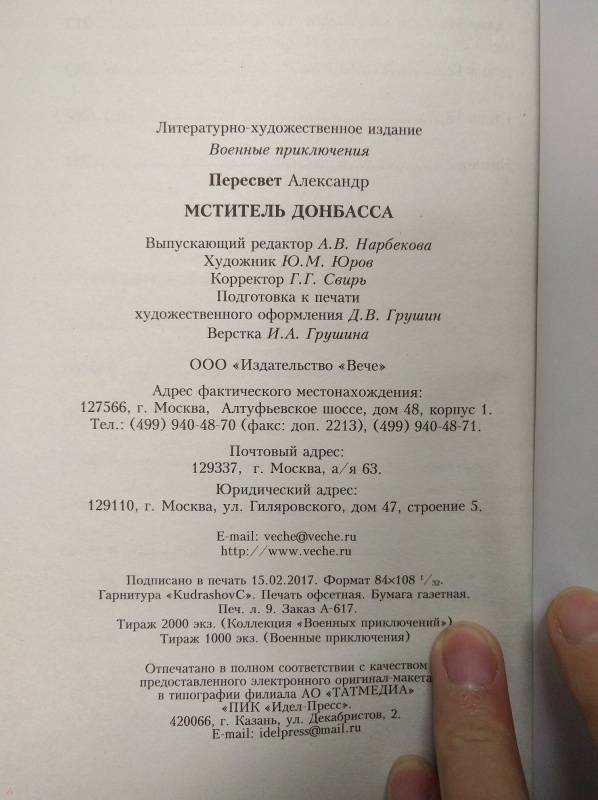 Литературно-художественное издание
Военные приключения
Пересвет Александр
МСТИТЕЛЬ ДОНБАССА
Выпускающий редактор А.В. Нарбекова
Художник Ю.М. Юров
Корректор Г.Г. Свирь
Подготовка к печати
художественного оформления Д.В. Грушин
Верстка И.А. Грушина
ООО «Издательство «Вече»
Адрес фактического местонахождения:
127566, г. Москва, Алтуфьевское шоссе, дом 48, корпус 1.
Тел.: (499) 940-48-70 (факс: доп. 2213), (499) 940-48-71.
Почтовый адрес:
129337, г. Москва, а/я 63.
Юридический адрес:
129110, г. Москва, ул. Гиляровского, дом 47, строение 5.
E-mail: veche@veche.ru
http://www.veche.ru
Подписано в печать 15.02.2017. Формат 84×108 1/32.
Гарнитура «KudrashovC». Печать офсетная. Бумага газетная.
Печ. л. 9. Заказ А-617.
Тираж 2000 экз. (Коллекция «Военных приключений»)
Тираж 1000 экз. (Военные приключения)
Отпечатано в полном соответствии с качеством
предоставленного электронного оригинал-макета
в типографии филиала АО «ТАТМЕДИА»
«ПИК «Идел-Пресс».
420066, г. Казань, ул. Декабристов, 2.
E-mail: idelpress@mail.ru